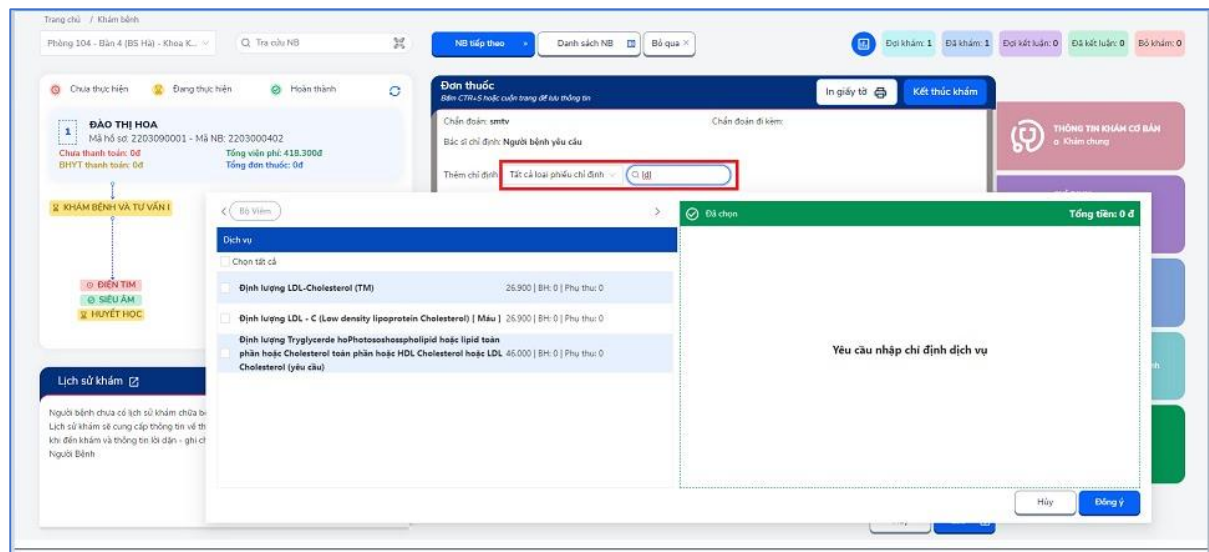 Trang chủ / Khám bệnh
Phòng 104 - Bàn 4 (BS Hà) - Khoa K...
Tra cứu NB
NB tiếp theo »
Danh sách NB
Bỏ qua ×
Đợi khám: 1
Đã khám: 1
Đợi kết luận: 0
Đã kết luận: 0
Bỏ khám: 0
Chưa thực hiện
Đang thực hiện
Hoàn thành
Đơn thuốc
Bấm CTR+S hoặc cuộn trang để lưu thông tin
In giấy tờ
Kết thúc khám
1
ĐÀO THỊ HOA
Mã hồ sơ: 2203090001 - Mã NB: 2203000402
Chưa thanh toán: 0đ
Tổng viện phí: 418.300đ
BHYT thanh toán: 0đ
Tổng đơn thuốc: 0đ
Chẩn đoán: smtv
Chẩn đoán đi kèm:
Bác sĩ chỉ định: Người bệnh yêu cầu
Thêm chỉ định
Tất cả loại phiếu chỉ định
ldl
THÔNG TIN KHÁM CƠ BẢN
Khám chung
KHÁM BỆNH VÀ TƯ VẤN I
ĐIỆN TIM
SIÊU ÂM
HUYẾT HỌC
Bộ Viêm
Đã chọn
Tổng tiền: 0 đ
Dịch vụ
Chọn tất cả
Định lượng LDL-Cholesterol (TM)
26.900 | BH: 0 | Phụ thu: 0
Định lượng LDL - C (Low density lipoprotein Cholesterol) [ Máu ]
26.900 | BH: 0 | Phụ thu: 0
Định lượng Tryglycerde hoPhotososhosspholipid hoặc lipid toàn
phần hoặc Cholesterol toàn phần hoặc HDL Cholesterol hoặc LDL
46.000 | BH: 0 | Phụ thu: 0
Cholesterol (yêu cầu)
Yêu cầu nhập chỉ định dịch vụ
Lịch sử khám
Người bệnh chưa có lịch sử khám chữa
Lịch sử khám sẽ cung cấp thông tin về
khi đến khám và thông tin lời dặn - ghi
Người Bệnh
Hủy
Đồng ý